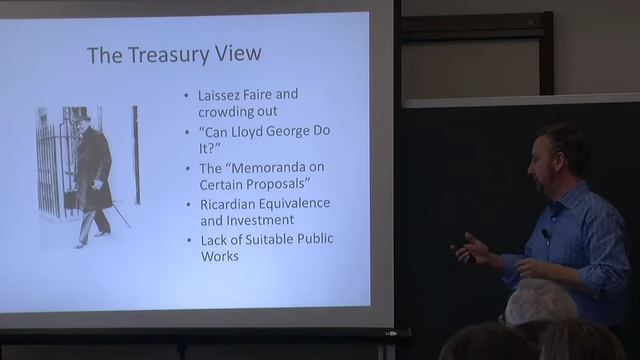 The Treasury View
• Laissez Faire and
crowding out
• “Can Lloyd George Do
It?”
• The “Memoranda on
Certain Proposals”
• Ricardian Equivalence
and Investment
• Lack of Suitable Public
Works